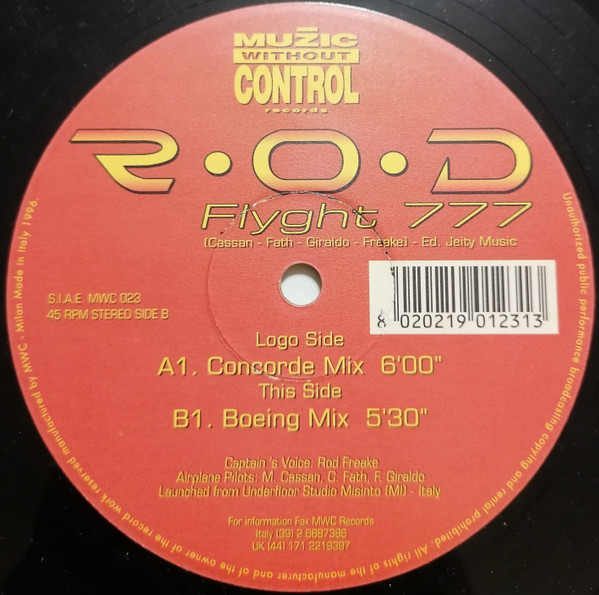 MUZIC
WITHOUT
CONTROL
records
R•O•D
Flyght 777
(Cassan - Fath - Giraldo - Freake) - Ed. Jeity Music
S.I.A.E. MWC 023
45 RPM STEREO SIDE B
8 020219 012313
Logo Side
A1. Concorde Mix 6'00"
This Side
B1. Boeing Mix 5'30"
Captain's Voice: Rod Freake
Airplane Pilots: M. Cassan, C. Fath, F. Giraldo
Launched from Underfloor Studio Misinto (MI) - Italy
For information Fax MWC Records
Italy (39) 2 0887386
UK (44) 171 2219397
Unauthorized public performance broadcasting copying and rental prohibited. All rights of the manufacturer and of the owner of the record work reserved manufactured by MWC - Milan Made in Italy 1996.